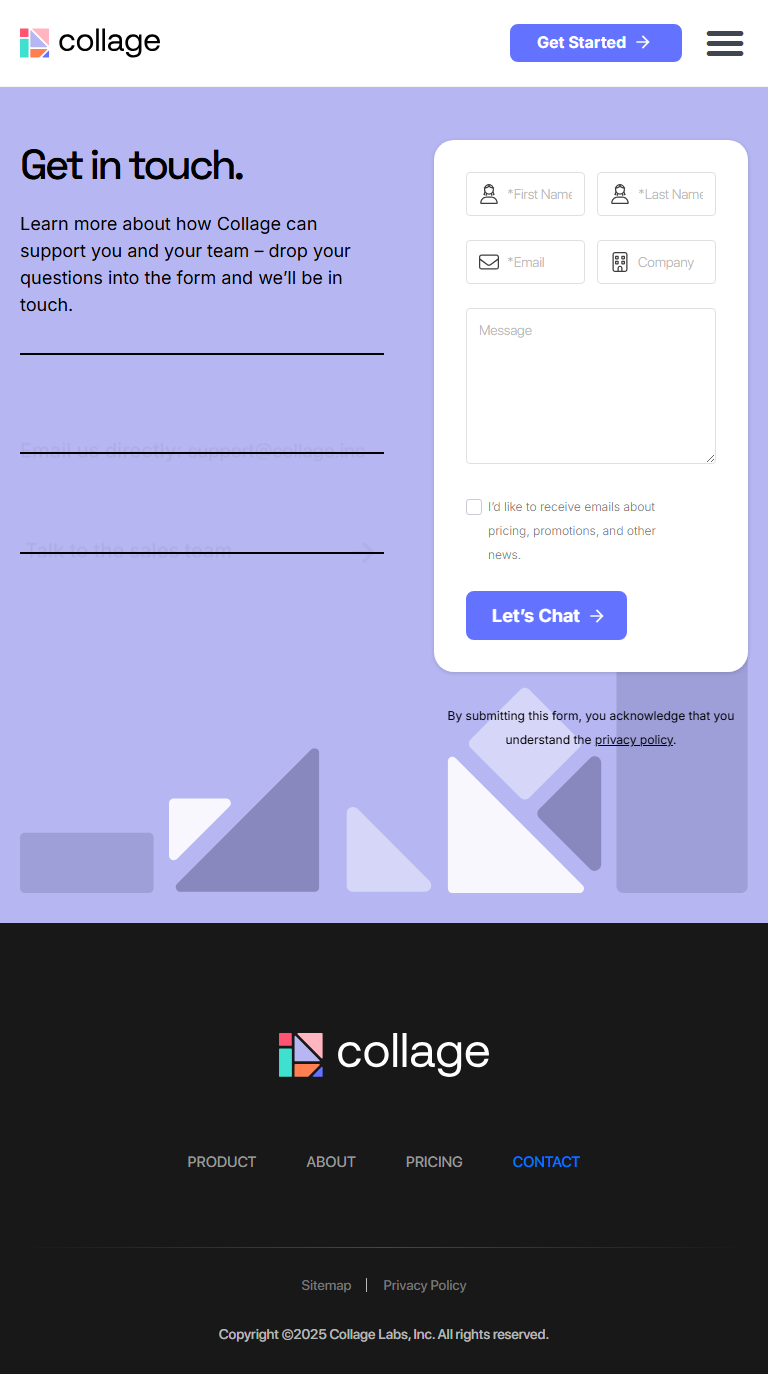 collage
Get Started
Get in touch.
Learn more about how Collage can
support you and your team – drop your
questions into the form and we’ll be in
touch.
Email us directly: support@collage.inc
Talk to the sales team
*First Name
*Last Name
*Email
Company
Message
I’d like to receive emails about
pricing, promotions, and other
news.
Let’s Chat
By submitting this form, you acknowledge that you
understand the privacy policy.
collage
PRODUCT ABOUT PRICING CONTACT
Sitemap | Privacy Policy
Copyright ©2025 Collage Labs, Inc. All rights reserved.